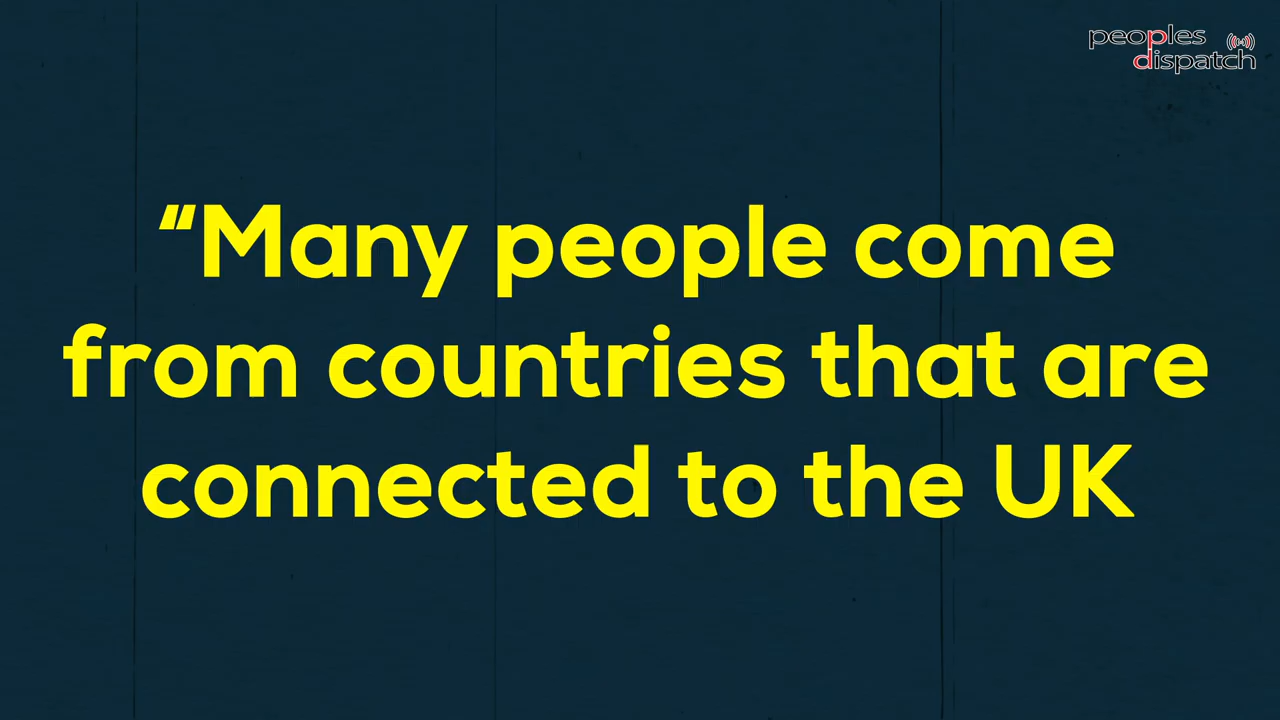 peoples
dispatch
“Many people come
from countries that are
connected to the UK